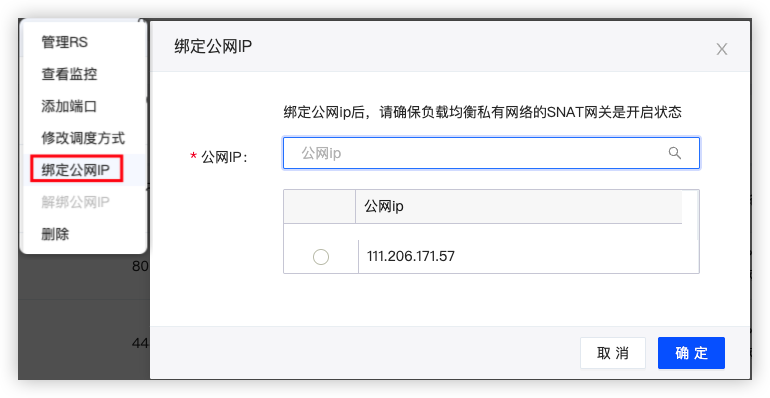 管理RS
查看监控
添加端口
修改调度方式
绑定公网IP
解绑公网IP
删除
80
44
绑定公网IP
绑定公网ip后，请确保负载均衡私有网络的SNAT网关是开启状态
* 公网IP：
公网ip
公网ip
111.206.171.57
取消
确定